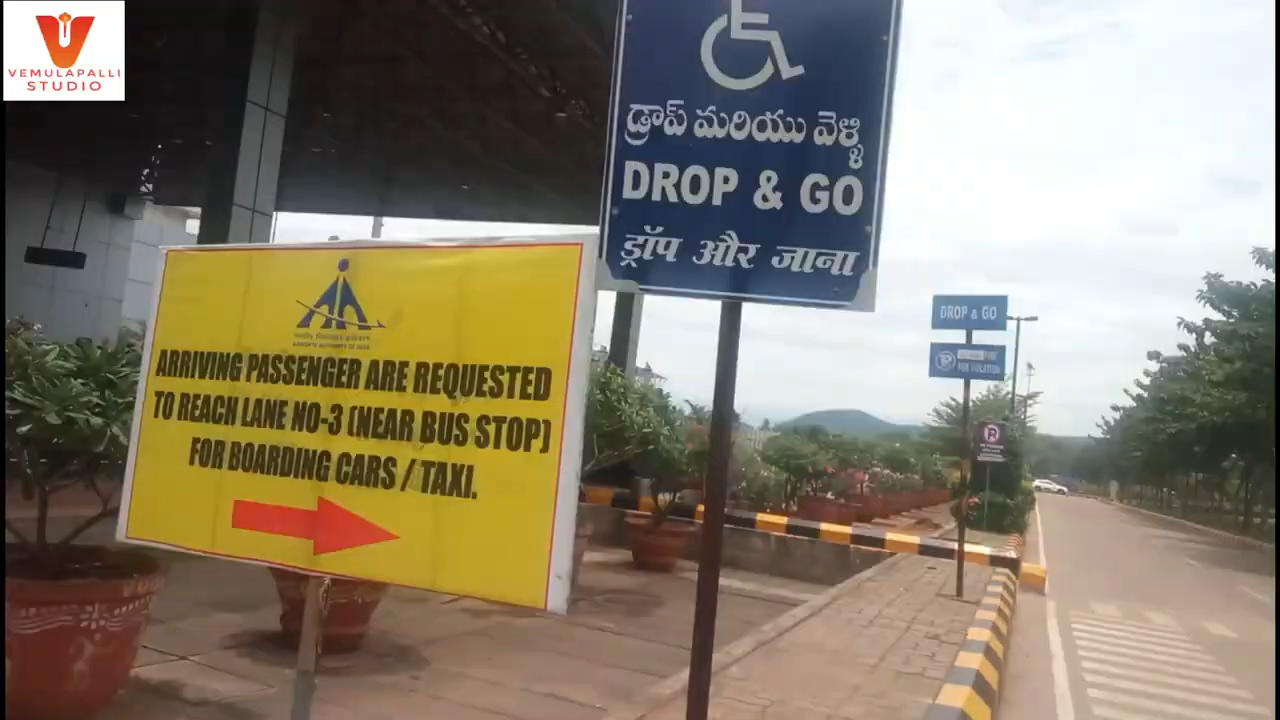 VEMULAPALLI
STUDIO
డ్రాప్ మరియు వెళ్ళి
DROP & GO
ड्रॉप और जाना
ARRIVING PASSENGER ARE REQUESTED
TO REACH LANE NO-3 (NEAR BUS STOP)
FOR BOARDING CARS / TAXI.
DROP & GO
FOR VIOLATION